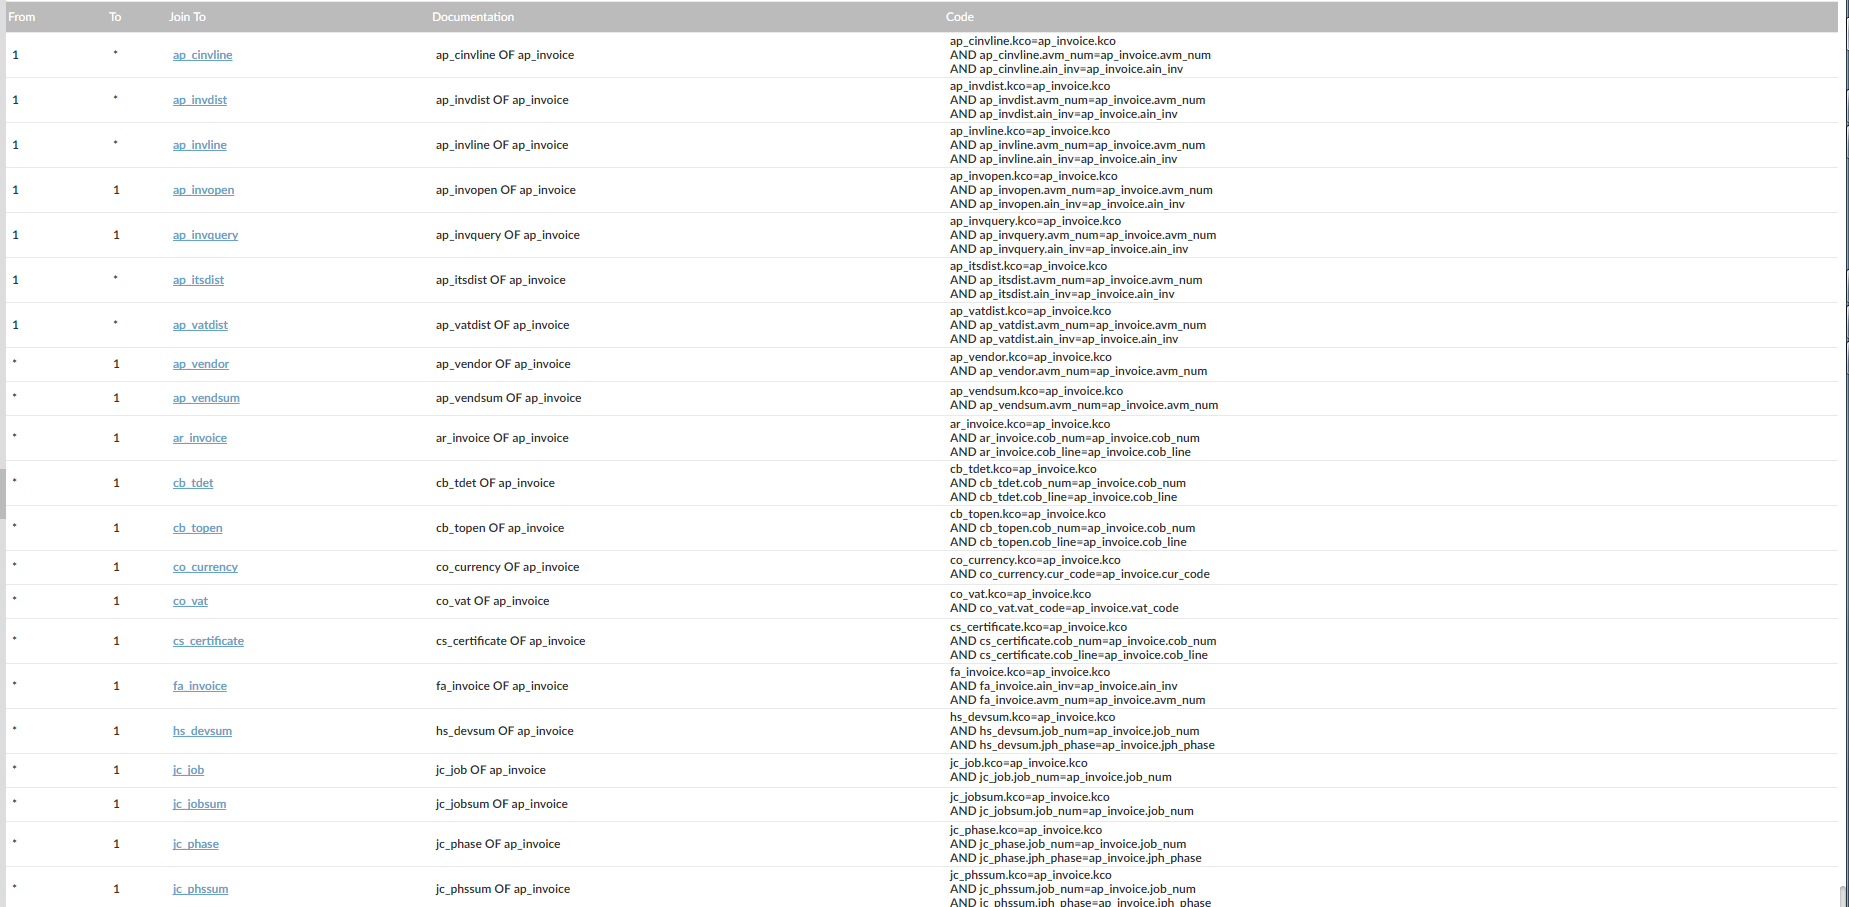 From To Join To Documentation Code
ap_cinvline.kco=ap_invoice.kco
1 * ap_cinvline ap_cinvline OF ap_invoice AND ap_cinvline.avm_num=ap_invoice.avm_num
AND ap_cinvline.ain_inv=ap_invoice.ain_inv
ap_invdist.kco=ap_invoice.kco
1 * ap_invdist ap_invdist OF ap_invoice AND ap_invdist.avm_num=ap_invoice.avm_num
AND ap_invdist.ain_inv=ap_invoice.ain_inv
ap_invline.kco=ap_invoice.kco
1 * ap_invline ap_invline OF ap_invoice AND ap_invline.avm_num=ap_invoice.avm_num
AND ap_invline.ain_inv=ap_invoice.ain_inv
ap_invopen.kco=ap_invoice.kco
1 1 ap_invopen ap_invopen OF ap_invoice AND ap_invopen.avm_num=ap_invoice.avm_num
AND ap_invopen.ain_inv=ap_invoice.ain_inv
ap_invquery.kco=ap_invoice.kco
1 1 ap_invquery ap_invquery OF ap_invoice AND ap_invquery.avm_num=ap_invoice.avm_num
AND ap_invquery.ain_inv=ap_invoice.ain_inv
ap_itsdist.kco=ap_invoice.kco
1 * ap_itsdist ap_itsdist OF ap_invoice AND ap_itsdist.avm_num=ap_invoice.avm_num
AND ap_itsdist.ain_inv=ap_invoice.ain_inv
ap_vatdist.kco=ap_invoice.kco
1 * ap_vatdist ap_vatdist OF ap_invoice AND ap_vatdist.avm_num=ap_invoice.avm_num
AND ap_vatdist.ain_inv=ap_invoice.ain_inv
* 1 ap_vendor ap_vendor OF ap_invoice ap_vendor.kco=ap_invoice.kco
AND ap_vendor.avm_num=ap_invoice.avm_num
* 1 ap_vendsum ap_vendsum OF ap_invoice ap_vendsum.kco=ap_invoice.kco
AND ap_vendsum.avm_num=ap_invoice.avm_num
ar_invoice.kco=ap_invoice.kco
* 1 ar_invoice ar_invoice OF ap_invoice AND ar_invoice.cob_num=ap_invoice.cob_num
AND ar_invoice.cob_line=ap_invoice.cob_line
cb_tdet.kco=ap_invoice.kco
* 1 cb_tdet cb_tdet OF ap_invoice AND cb_tdet.cob_num=ap_invoice.cob_num
AND cb_tdet.cob_line=ap_invoice.cob_line
cb_topen.kco=ap_invoice.kco
* 1 cb_topen cb_topen OF ap_invoice AND cb_topen.cob_num=ap_invoice.cob_num
AND cb_topen.cob_line=ap_invoice.cob_line
* 1 co_currency co_currency OF ap_invoice co_currency.kco=ap_invoice.kco
AND co_currency.cur_code=ap_invoice.cur_code
* 1 co_vat co_vat OF ap_invoice co_vat.kco=ap_invoice.kco
AND co_vat.vat_code=ap_invoice.vat_code
cs_certificate.kco=ap_invoice.kco
* 1 cs_certificate cs_certificate OF ap_invoice AND cs_certificate.cob_num=ap_invoice.cob_num
AND cs_certificate.cob_line=ap_invoice.cob_line
fa_invoice.kco=ap_invoice.kco
* 1 fa_invoice fa_invoice OF ap_invoice AND fa_invoice.ain_inv=ap_invoice.ain_inv
AND fa_invoice.avm_num=ap_invoice.avm_num
hs_devsum.kco=ap_invoice.kco
* 1 hs_devsum hs_devsum OF ap_invoice AND hs_devsum.job_num=ap_invoice.job_num
AND hs_devsum.jph_phase=ap_invoice.jph_phase
* 1 jc_job jc_job OF ap_invoice jc_job.kco=ap_invoice.kco
AND jc_job.job_num=ap_invoice.job_num
* 1 jc_jobsum jc_jobsum OF ap_invoice jc_jobsum.kco=ap_invoice.kco
AND jc_jobsum.job_num=ap_invoice.job_num
jc_phase.kco=ap_invoice.kco
* 1 jc_phase jc_phase OF ap_invoice AND jc_phase.job_num=ap_invoice.job_num
AND jc_phase.jph_phase=ap_invoice.jph_phase
jc_phssum.kco=ap_invoice.kco
* 1 jc_phssum jc_phssum OF ap_invoice AND jc_phssum.job_num=ap_invoice.job_num
AND jc_phssum.jph_phase=ap_invoice.jph_phase